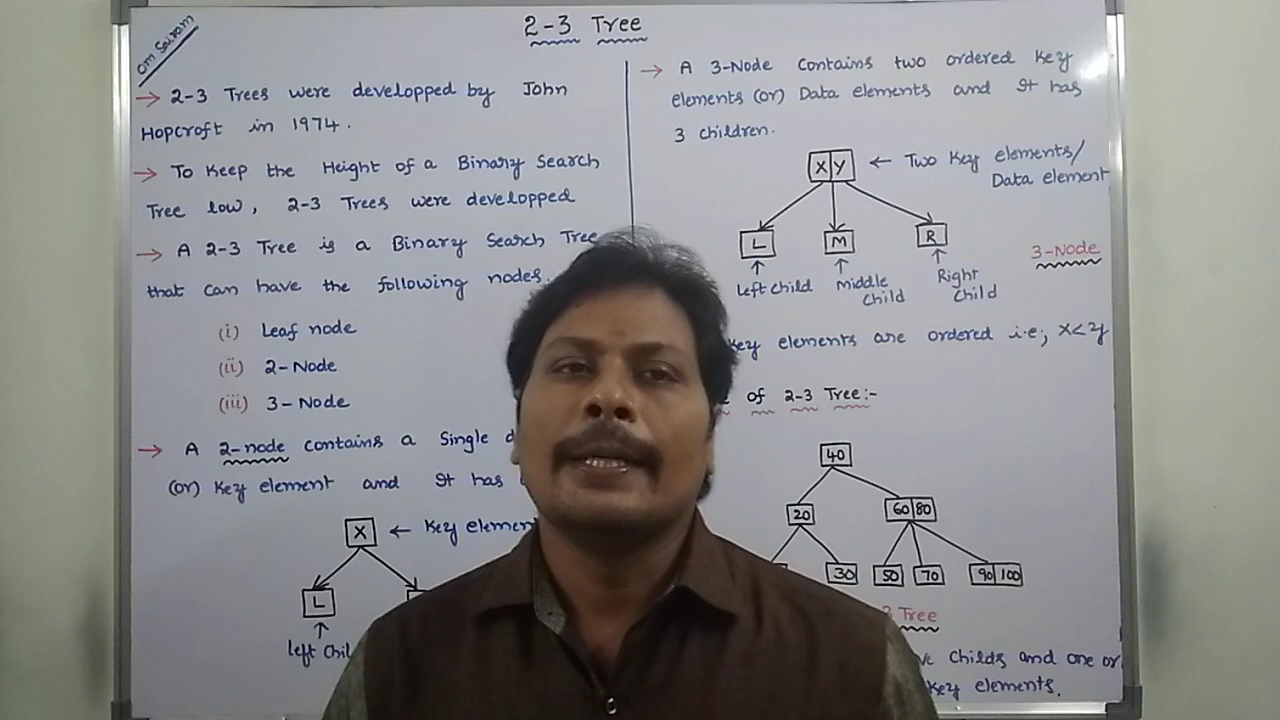 2-3 Tree
Om Sairam
→ 2-3 Trees were developped by John
Hopcroft in 1974.
→ To Keep the Height of a Binary Search
Tree low, 2-3 Trees were developped
→ A 2-3 Tree is a Binary Search Tree
that can have the following nodes.
(i) Leaf node
(ii) 2-Node
(iii) 3-Node
→ A 2-node contains a Single
(or) Key element and It has
X ← Key element
L
left
→ A 3-Node Contains two ordered Key
elements (or) Data elements and It has
3 children.
X Y ← Two Key elements/
Data element
L M R
Left Child Middle Child Right Child
3-Node
Key elements are ordered i.e; X<Y
of 2-3 Tree:-
40
20 60 80
30 50 70 90 100
Tree
Childs and one or
Key elements.